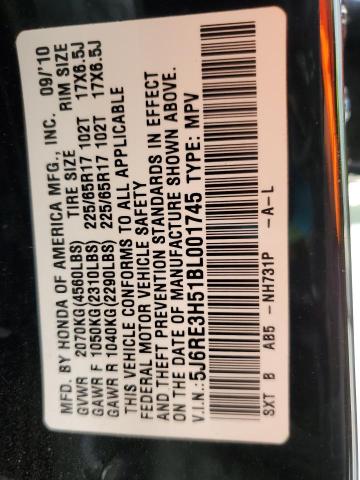 MFD. BY HONDA OF AMERICA MFG., INC. 09/'10
TIRE SIZE RIM SIZE
GVWR 2070KG(4560LBS)
GAWR F 1050KG(2310LBS) 225/65R17 102T 17X6.5J
GAWR R 1040KG(2290LBS) 225/65R17 102T 17X6.5J
THIS VEHICLE CONFORMS TO ALL APPLICABLE
FEDERAL MOTOR VEHICLE SAFETY
AND THEFT PREVENTION STANDARDS IN EFFECT
ON THE DATE OF MANUFACTURE SHOWN ABOVE.
V.I.N.:5J6RE3H51BL001745 TYPE: MPV
SXT B AB5 -NH731P -A-L